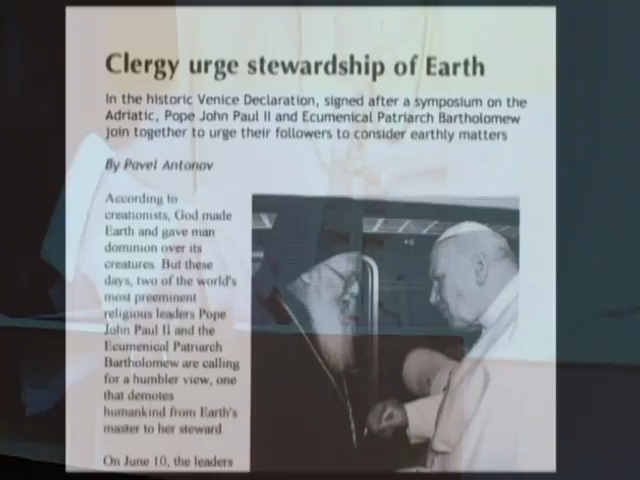 Clergy urge stewardship of Earth
In the historic Venice Declaration, signed after a symposium on the
Adriatic, Pope John Paul II and Ecumenical Patriarch Bartholomew
join together to urge their followers to consider earthly matters
By Pavel Antonov
According to
creationists, God made
Earth and gave man
dominion over its
creatures. But these
days, two of the world's
most preeminent
religious leaders Pope
John Paul II and the
Ecumenical Patriarch
Bartholomew are calling
for a humbler view, one
that demotes
humankind from Earth's
master to her steward
On June 10, the leaders